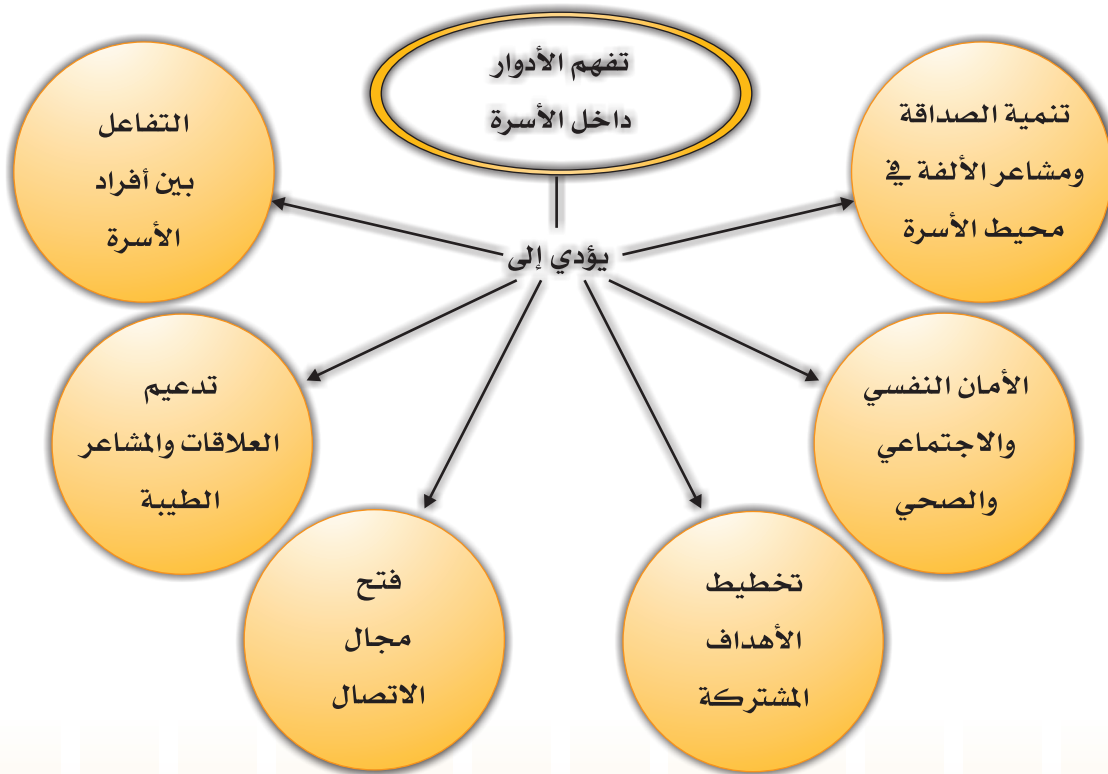 تفهم الأدوار
داخل الأسرة
يؤدي إلى
تنمية الصداقة
ومشاعر الألفة في
محيط الأسرة
الأمان النفسي
والاجتماعي
والصحي
تخطيط
الأهداف
المشتركة
فتح
مجال
الاتصال
تدعيم
العلاقات والمشاعر
الطيبة
التفاعل
بين أفراد
الأسرة